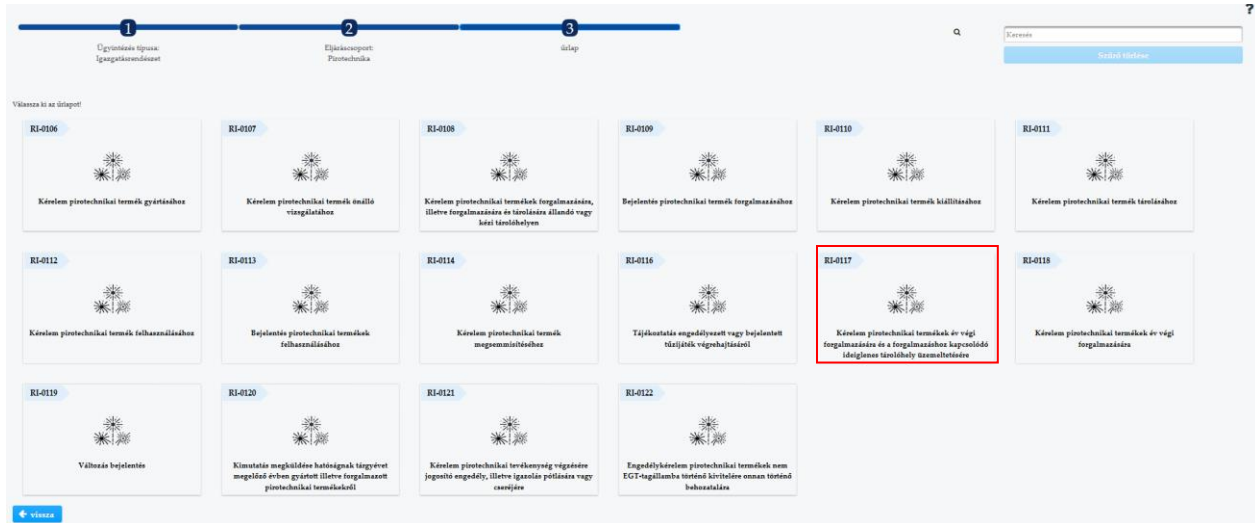 ?
1
2
3
Ügyintézés típusa:
Igazgatásrendészet
Eljáráscsoport:
Pirotechnika
űrlap
Keresés
Szűrő törlése
Válassza ki az űrlapot!
RI-0106
Kérelem pirotechnikai termék gyártásához
RI-0107
Kérelem pirotechnikai termék önálló
vizsgálatához
RI-0108
Kérelem pirotechnikai termékek forgalmazására,
illetve forgalmazására és tárolására állandó vagy
kézi tárolóhelyen
RI-0109
Bejelentés pirotechnikai termék forgalmazásához
RI-0110
Kérelem pirotechnikai termék kiállításához
RI-0111
Kérelem pirotechnikai termék tárolásához
RI-0112
Kérelem pirotechnikai termék felhasználásához
RI-0113
Bejelentés pirotechnikai termékek
felhasználásához
RI-0114
Kérelem pirotechnikai termék
megsemmisítéséhez
RI-0116
Tájékoztatás engedélyezett vagy bejelentett
tűzijáték végrehajtásáról
RI-0117
Kérelem pirotechnikai termékek év végi
forgalmazására és a forgalmazáshoz kapcsolódó
ideiglenes tárolóhely üzemeltetésére
RI-0118
Kérelem pirotechnikai termékek év végi
forgalmazására
RI-0119
Változás bejelentés
RI-0120
Kimutatás megküldése hatóságnak tárgyévet
megelőző évben gyártott illetve forgalmazott
pirotechnikai termékekről
RI-0121
Kérelem pirotechnikai tevékenység végzésére
jogosító engedély, illetve igazolás pótlására vagy
cseréjére
RI-0122
Engedélykérelem pirotechnikai termékek nem
EGT-tagállamba történő kivitelére onnan történő
behozatalára
vissza